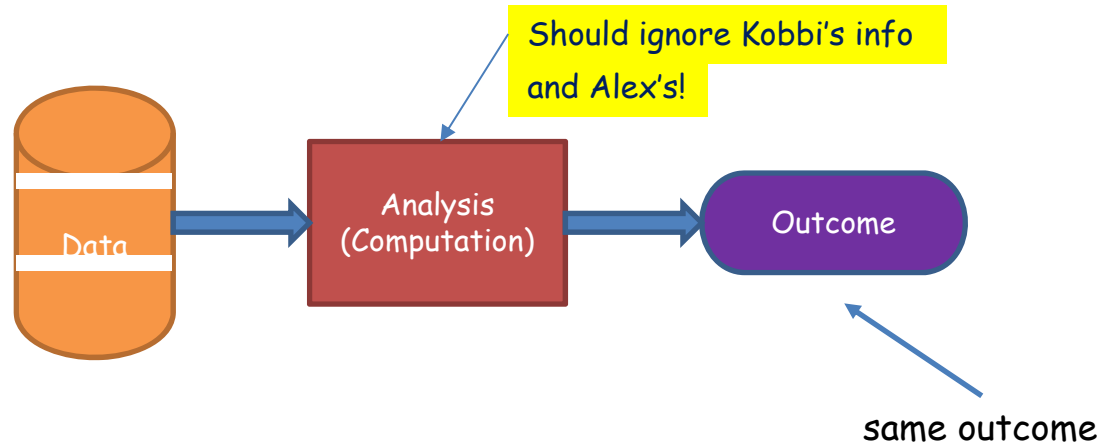 Should ignore Kobbi's info
and Alex's!
Data
Analysis
(Computation)
Outcome
same outcome